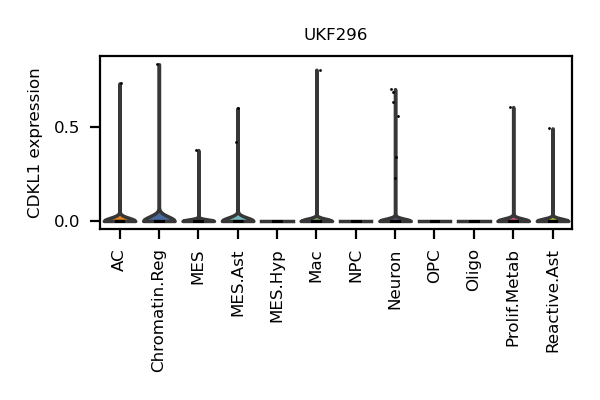 UKF296
CDKL1 expression
0.5
0.0
AC
Chromatin.Reg
MES
MES.Ast
MES.Hyp
Mac
NPC
Neuron
OPC
Oligo
Prolif.Metab
Reactive.Ast